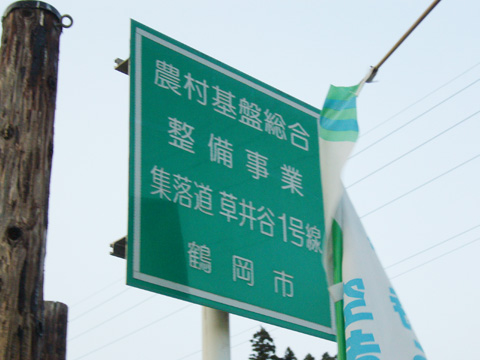 農村基盤総合
整備事業
集落道草井谷1号線
鶴岡市